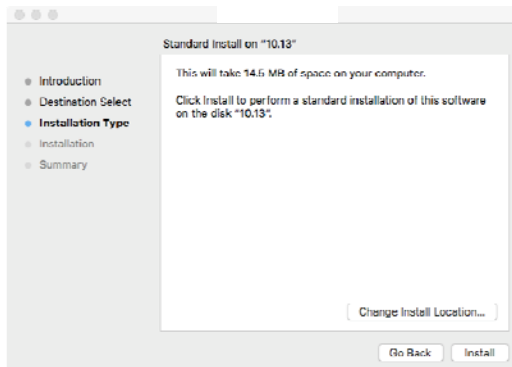 Standard Install on "10.13"
Introduction
Destination Select
Installation Type
Installation
Summary
This will take 14.5 MB of space on your computer.
Click Install to perform a standard installation of this software
on the disk "10.13".
Change Install Location...
Go Back
Install